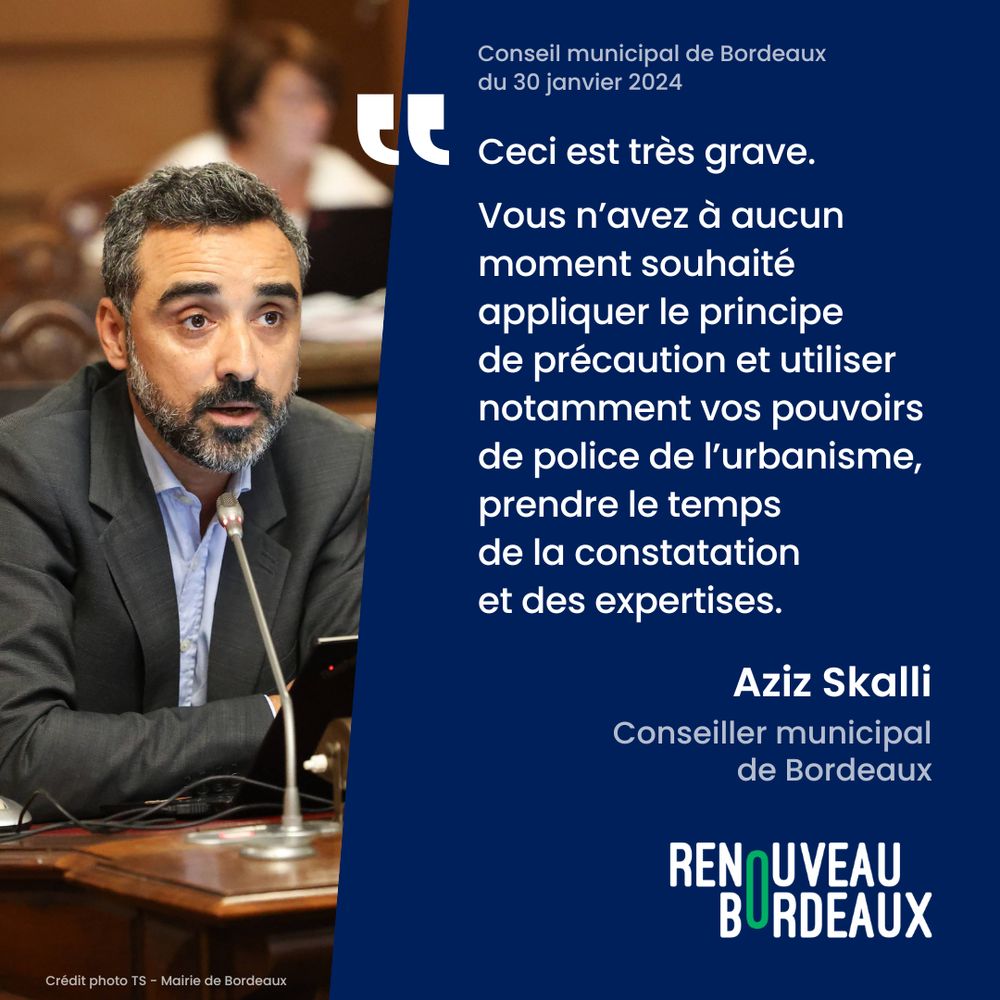 Conseil municipal de Bordeaux
du 30 janvier 2024
“
Ceci est très grave.
Vous n’avez à aucun
moment souhaité
appliquer le principe
de précaution et utiliser
notamment vos pouvoirs
de police de l’urbanisme,
prendre le temps
de la constatation
et des expertises.
Aziz Skalli
Conseiller municipal
de Bordeaux
RENOUVEAU
BORDEAUX
Crédit photo TS - Mairie de Bordeaux